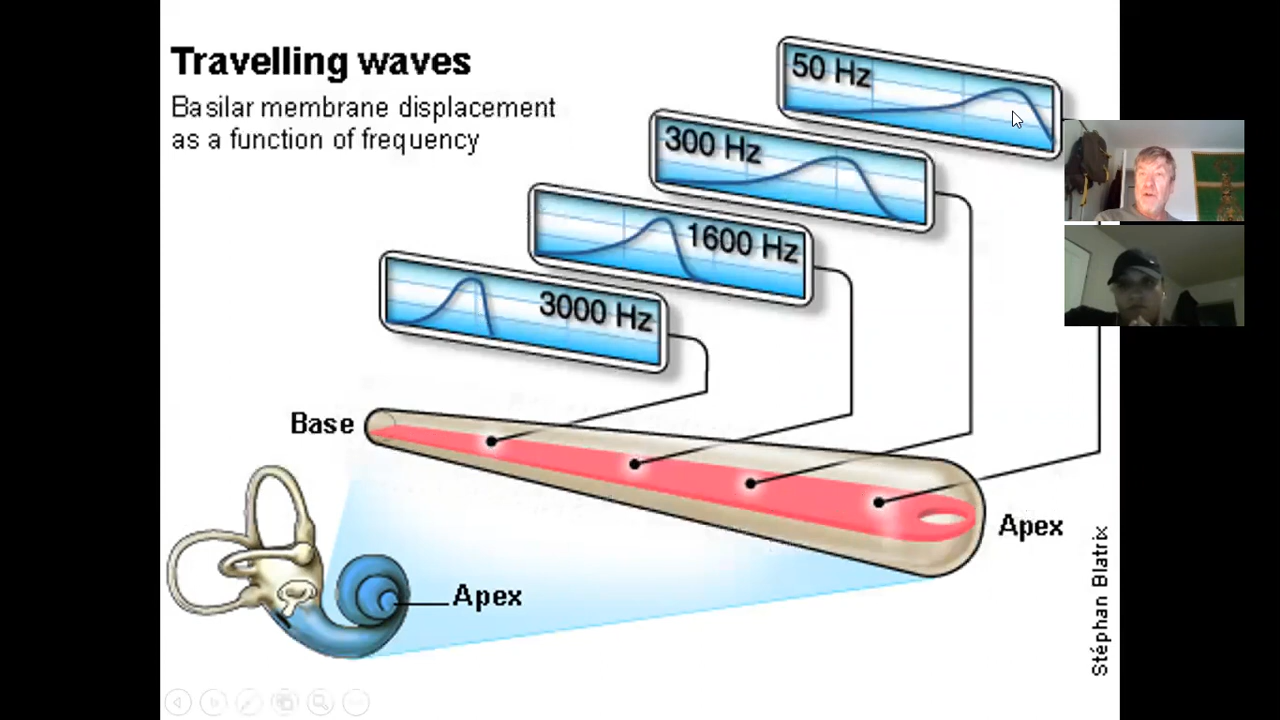 Travelling waves
Basilar membrane displacement
as a function of frequency
50 Hz
300 Hz
1600 Hz
3000 Hz
Base
Apex
Apex
Stéphan Blatrix